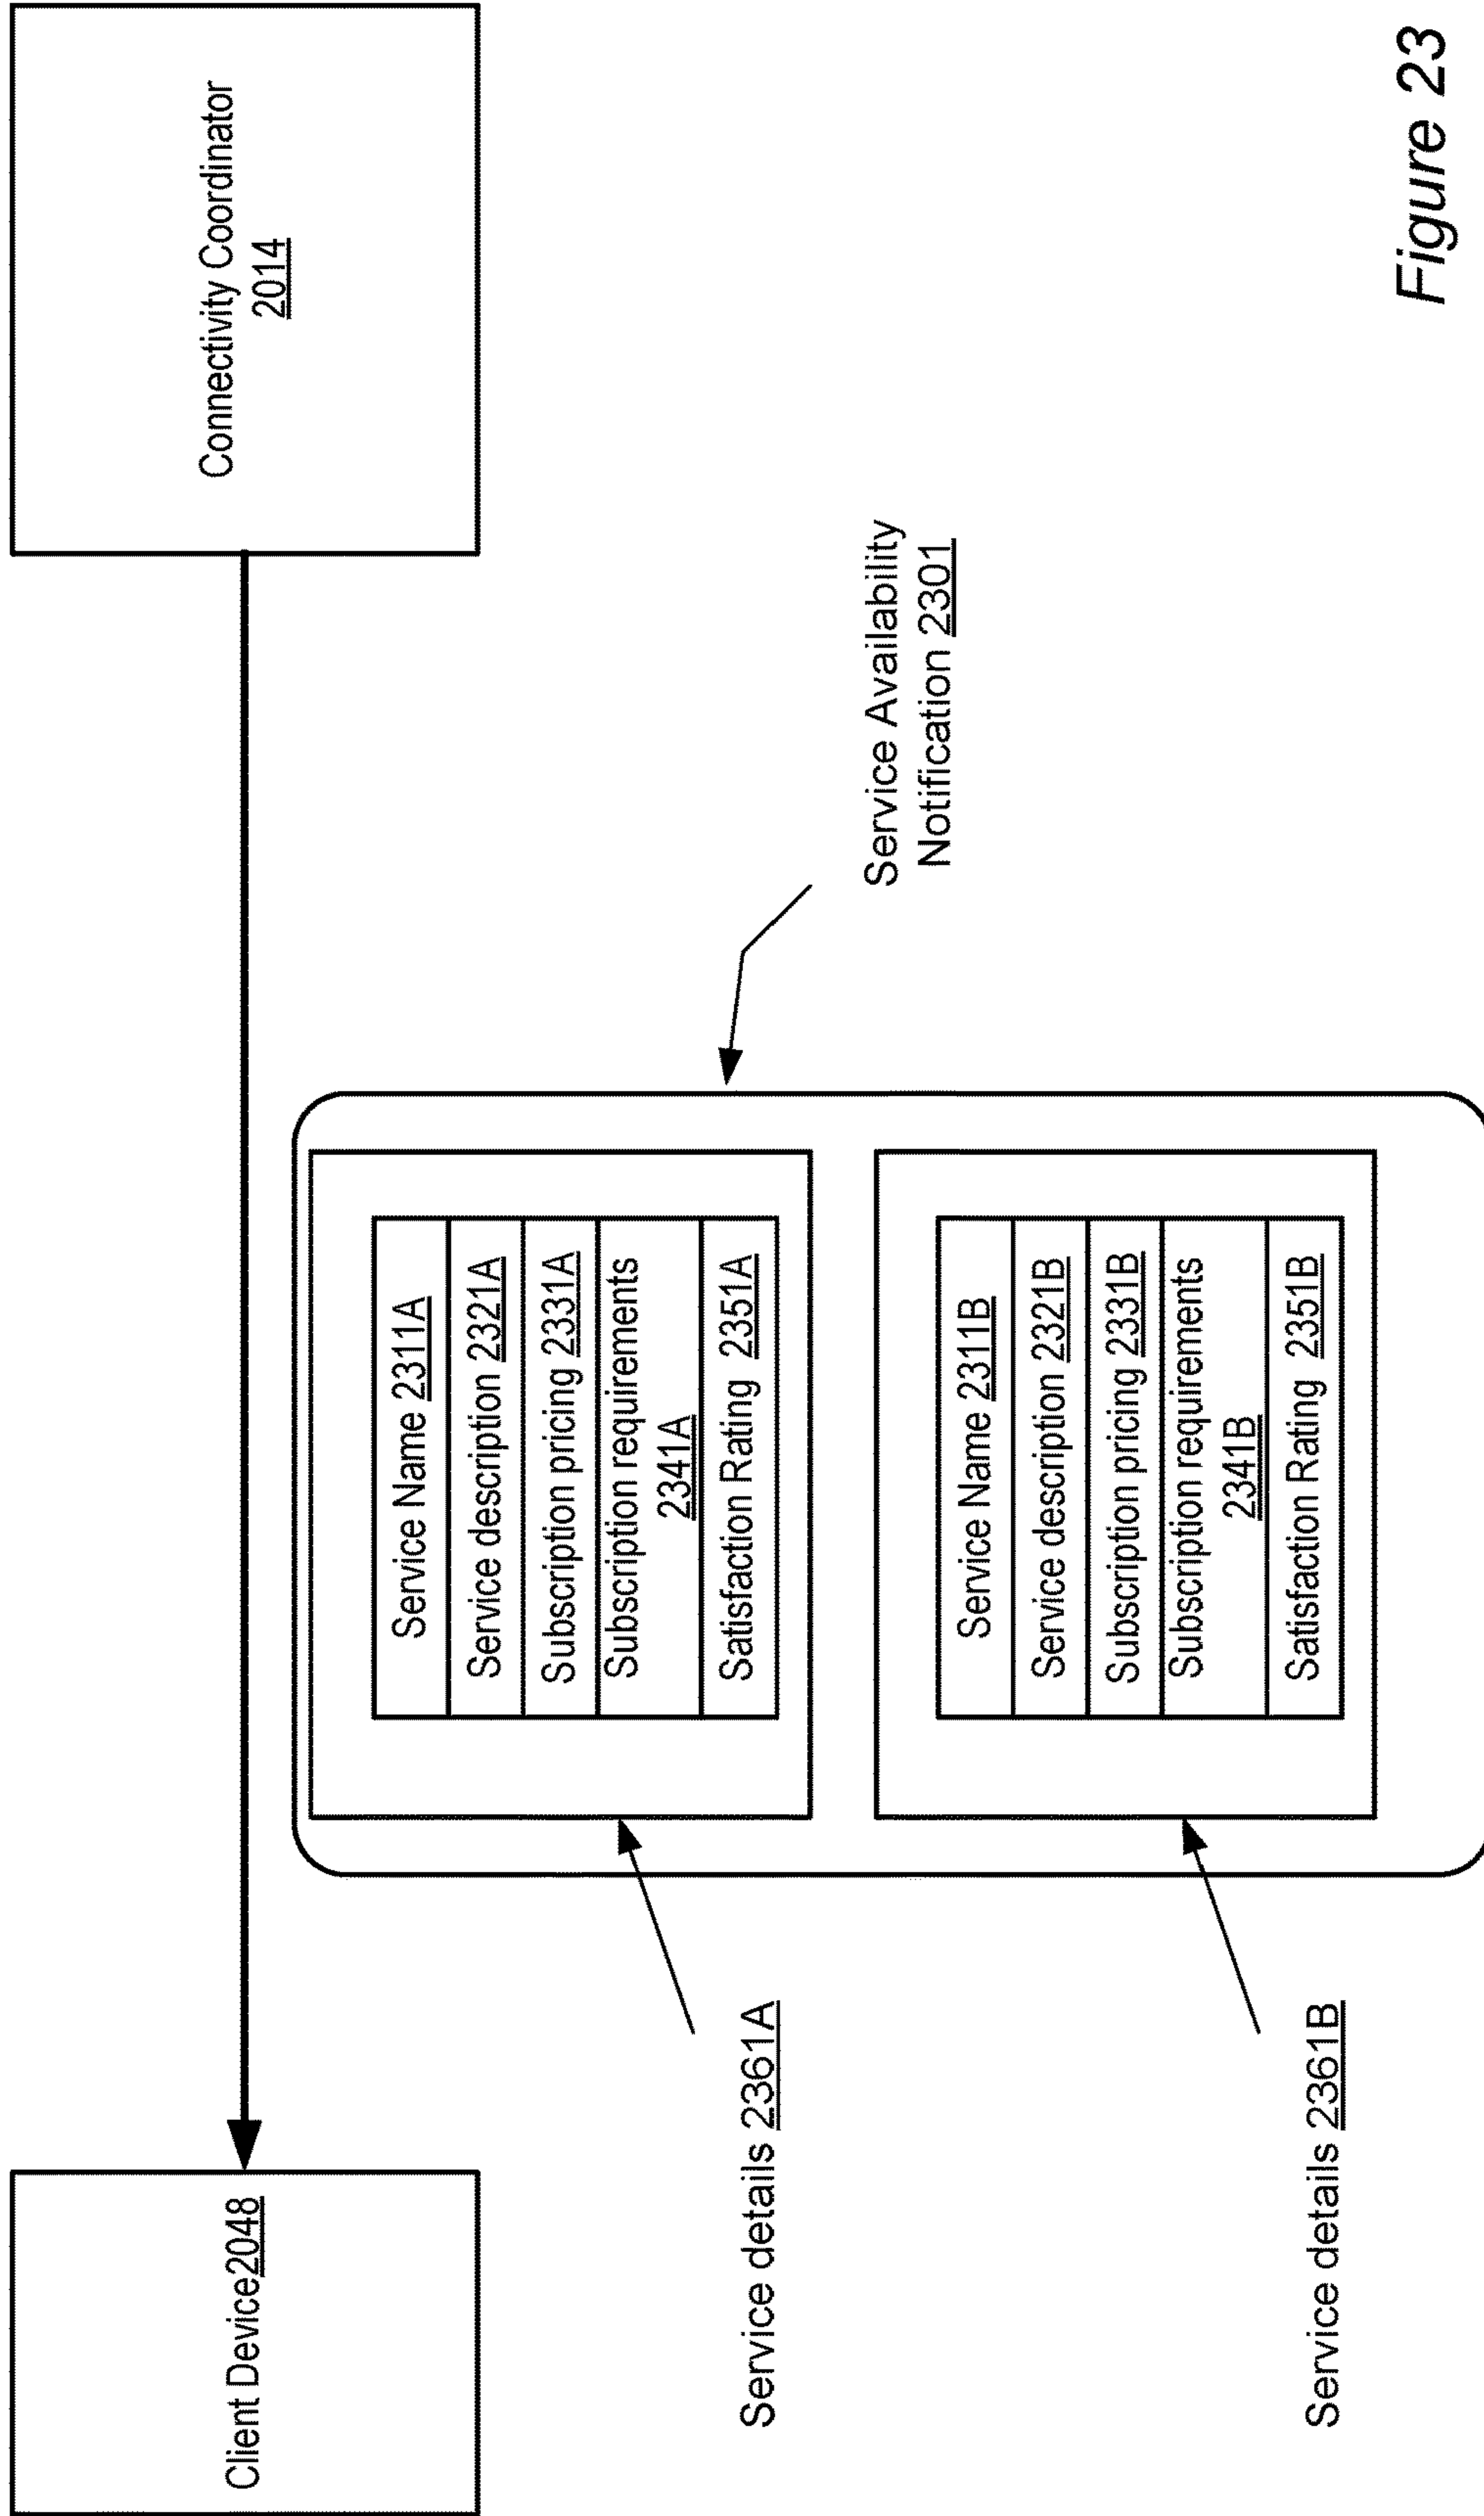 Client Device2048
Connectivity Coordinator
2014
Service Name 2311A
Service description 2321A
Subscription pricing 2331A
Subscription requirements
2341A
Satisfaction Rating 2351A
Service details 2361A
Service Availability
Notification 2301
Service Name 2311B
Service description 2321B
Subscription pricing 2331B
Subscription requirements
2341B
Satisfaction Rating 2351B
Service details 2361B
Figure 23